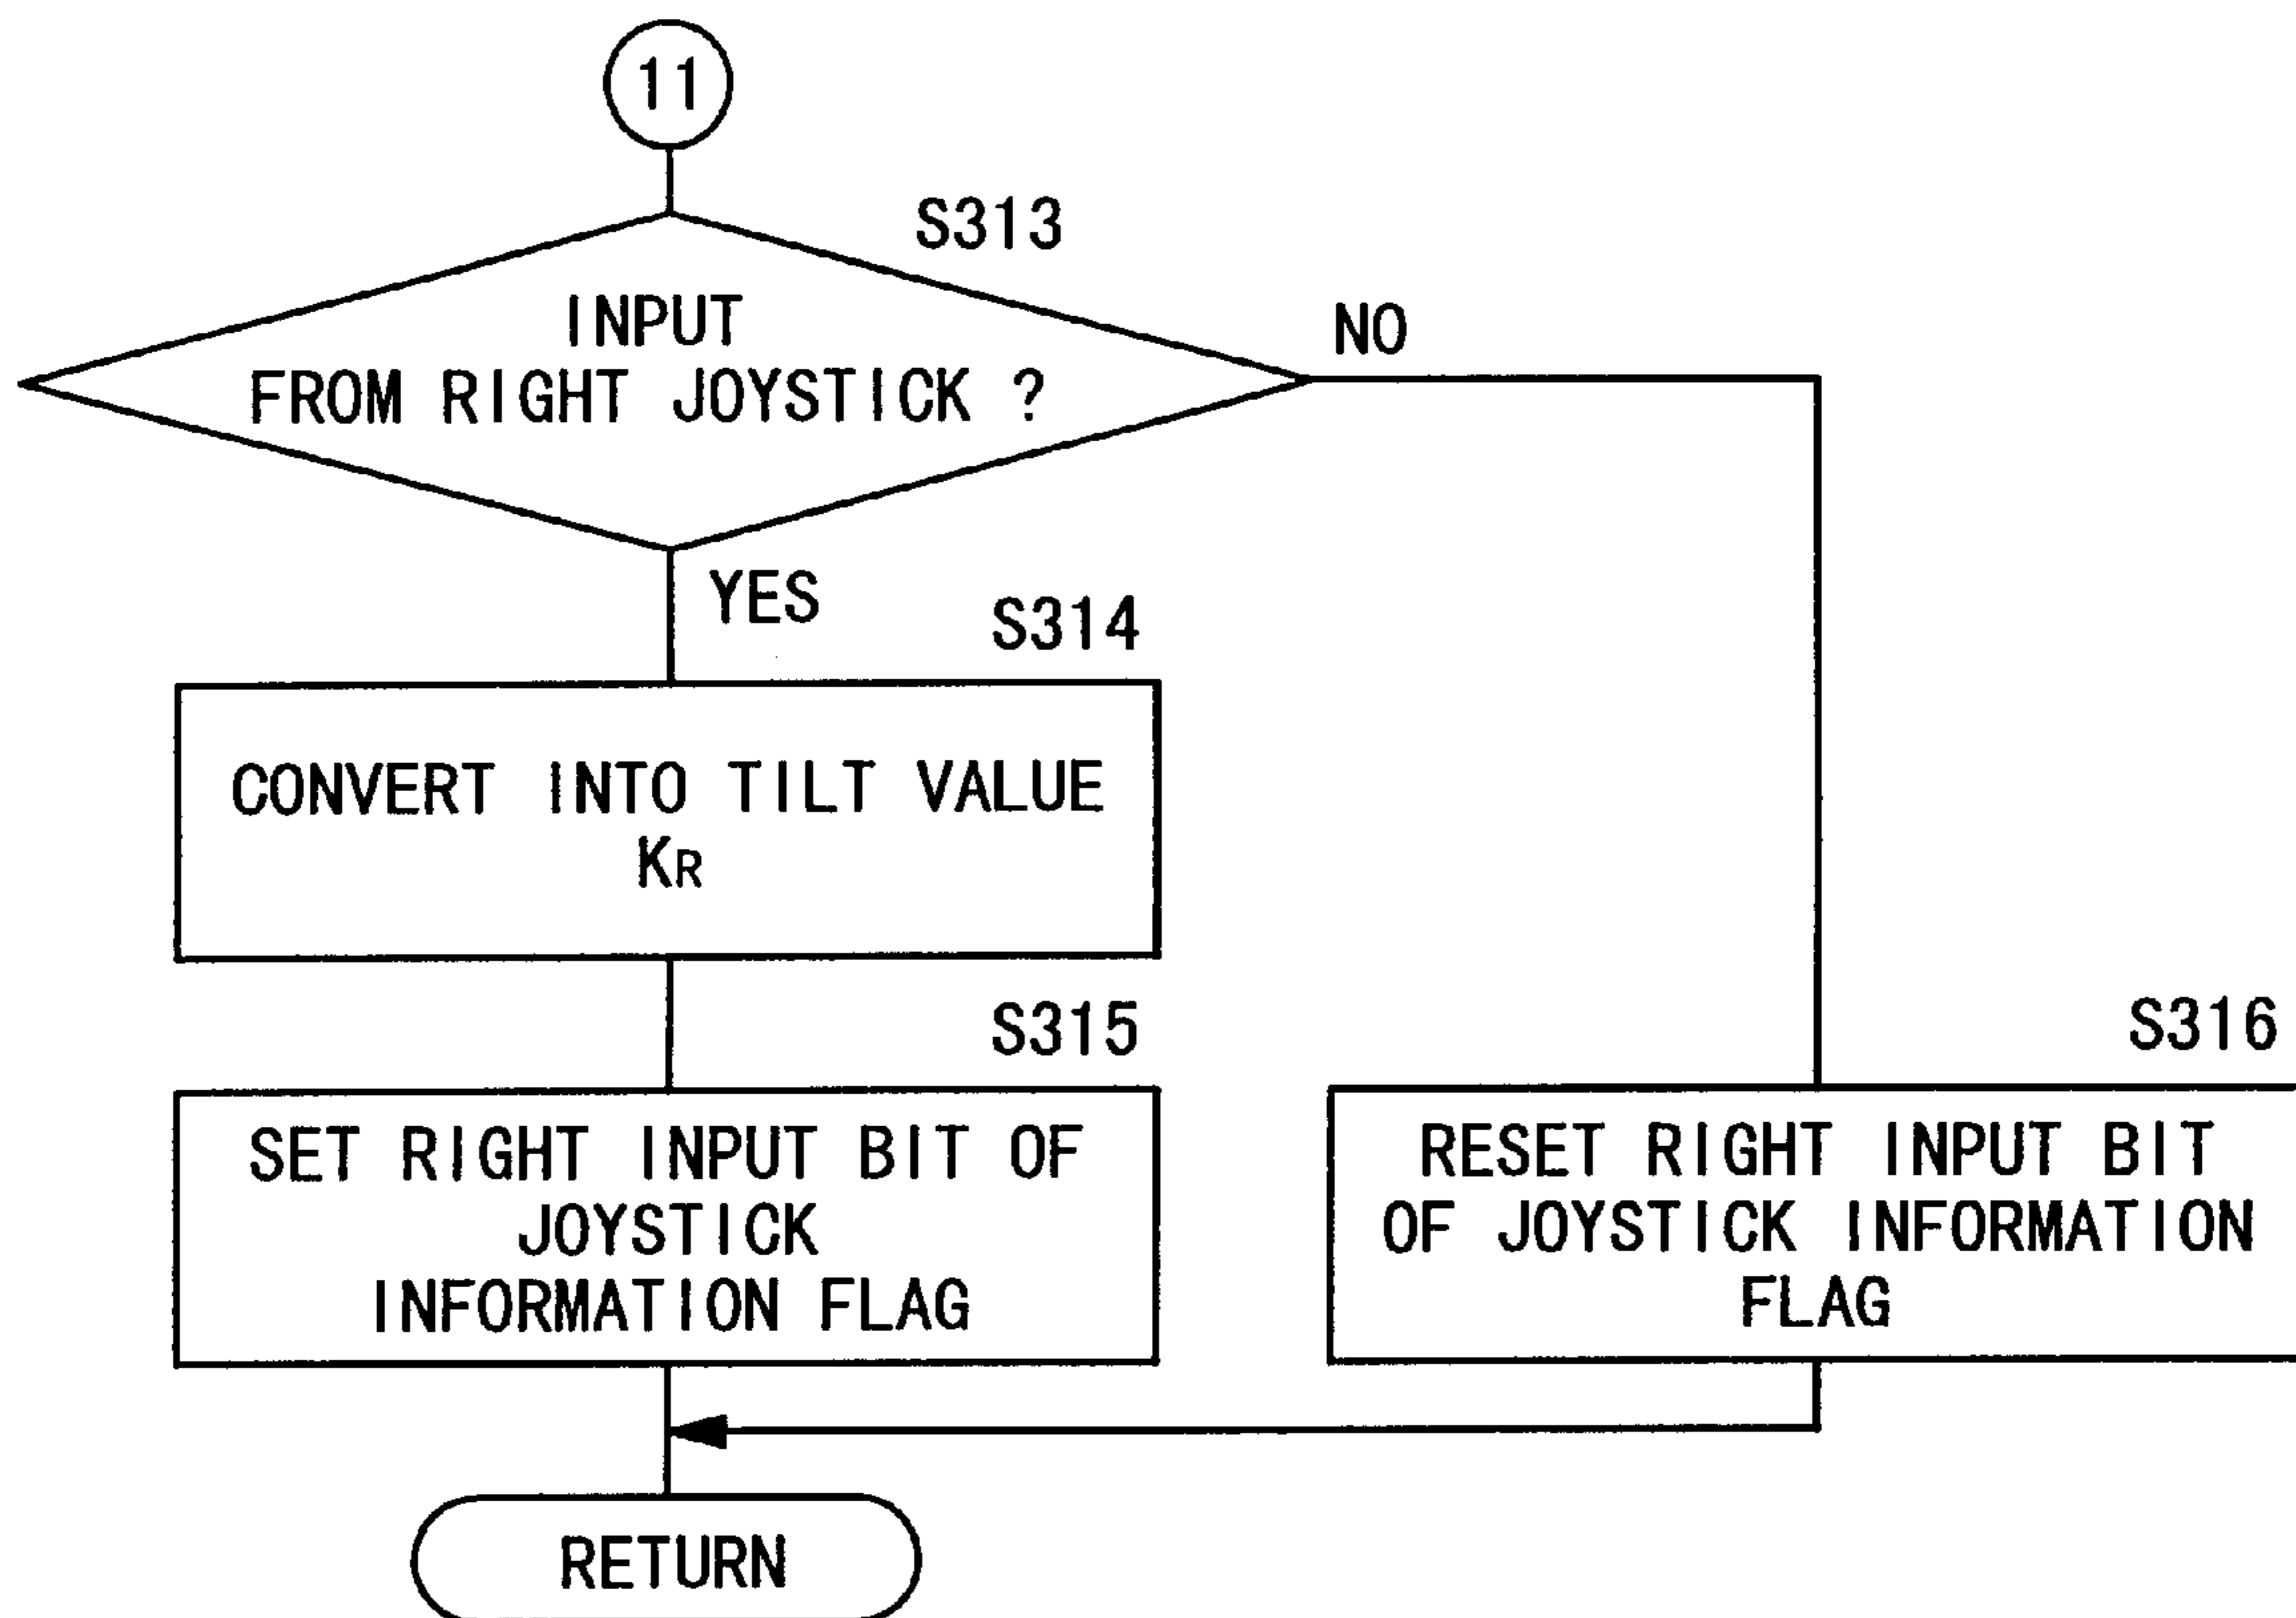 11
S313
INPUT
FROM RIGHT JOYSTICK ?
NO
YES
S314
CONVERT INTO TILT VALUE
KR
S315
SET RIGHT INPUT BIT OF
JOYSTICK
INFORMATION FLAG
S316
RESET RIGHT INPUT BIT
OF JOYSTICK INFORMATION
FLAG
RETURN